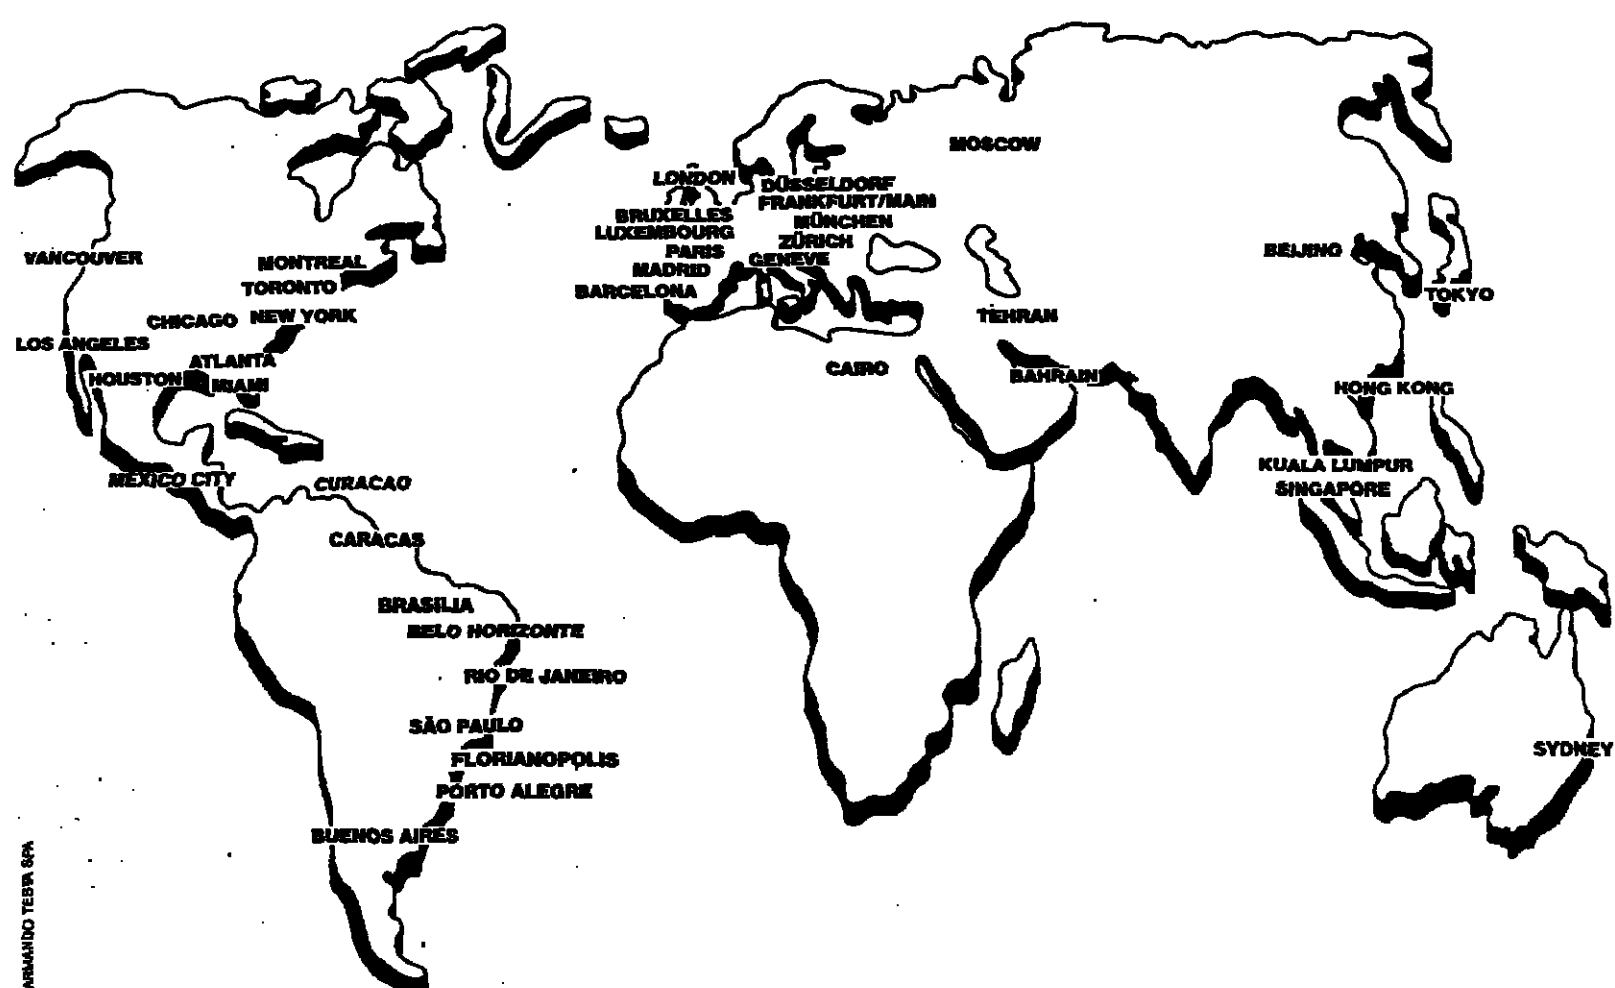 MOSCOW
LONDON
DÜSSELDORF
FRANKFURT/MAIN
BRUXELLES
MÜNCHEN
LUXEMBOURG
ZÜRICH
PARIS
GENEVE
MADRID
BARCELONA
VANCOUVER
MONTREAL
TORONTO
CHICAGO
NEW YORK
LOS ANGELES
ATLANTA
HOUSTON
MIAMI
MEXICO CITY
CURACAO
CARACAS
BRASÍLIA
BELO HORIZONTE
RIO DE JANEIRO
SÃO PAULO
FLORIANOPOLIS
PORTO ALEGRE
BUENOS AIRES
CAIRO
TEHRAN
BAHRAIN
BEIJING
TOKYO
HONG KONG
KUALA LUMPUR
SINGAPORE
SYDNEY
ARMANDO TESTA SPA